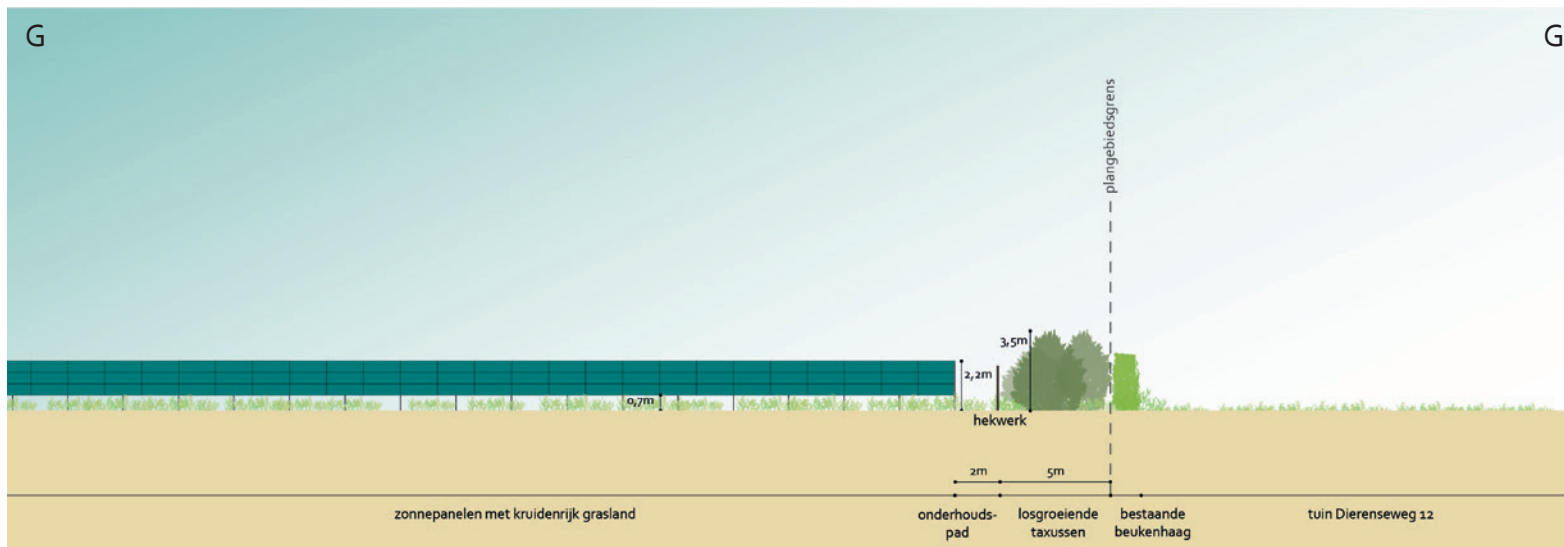 G
G
plangebiedsgrens
3,5m
2,2m
0,7m
hekwerk
2m
5m
zonnepanelen met kruidenrijk grasland
onderhouds-
pad
losgroeiende
taxussen
bestaande
beukenhaag
tuin Dierenseweg 12